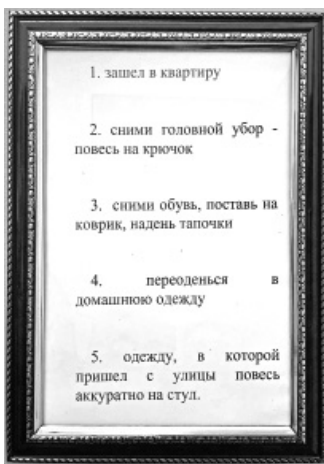 1. зашел в квартиру
2. сними головной убор -
повесь на крючок
3. сними обувь, поставь на
коврик, надень тапочки
4. переоденься в
домашнюю одежду
5. одежду, в которой
пришел с улицы повесь
аккуратно на стул.